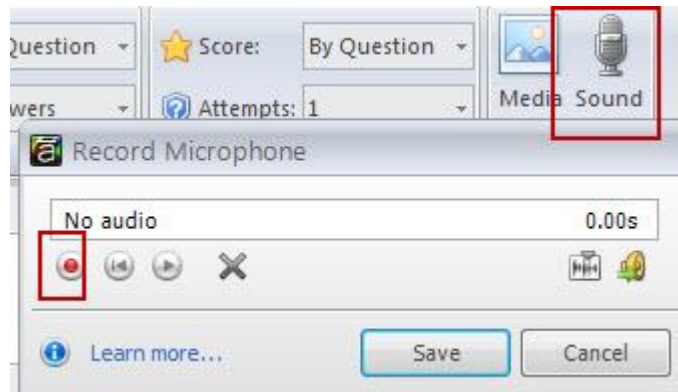 Question Score: By Question
wers Attempts: 1 Media Sound
Record Microphone
No audio 0.00s
Learn more... Save Cancel